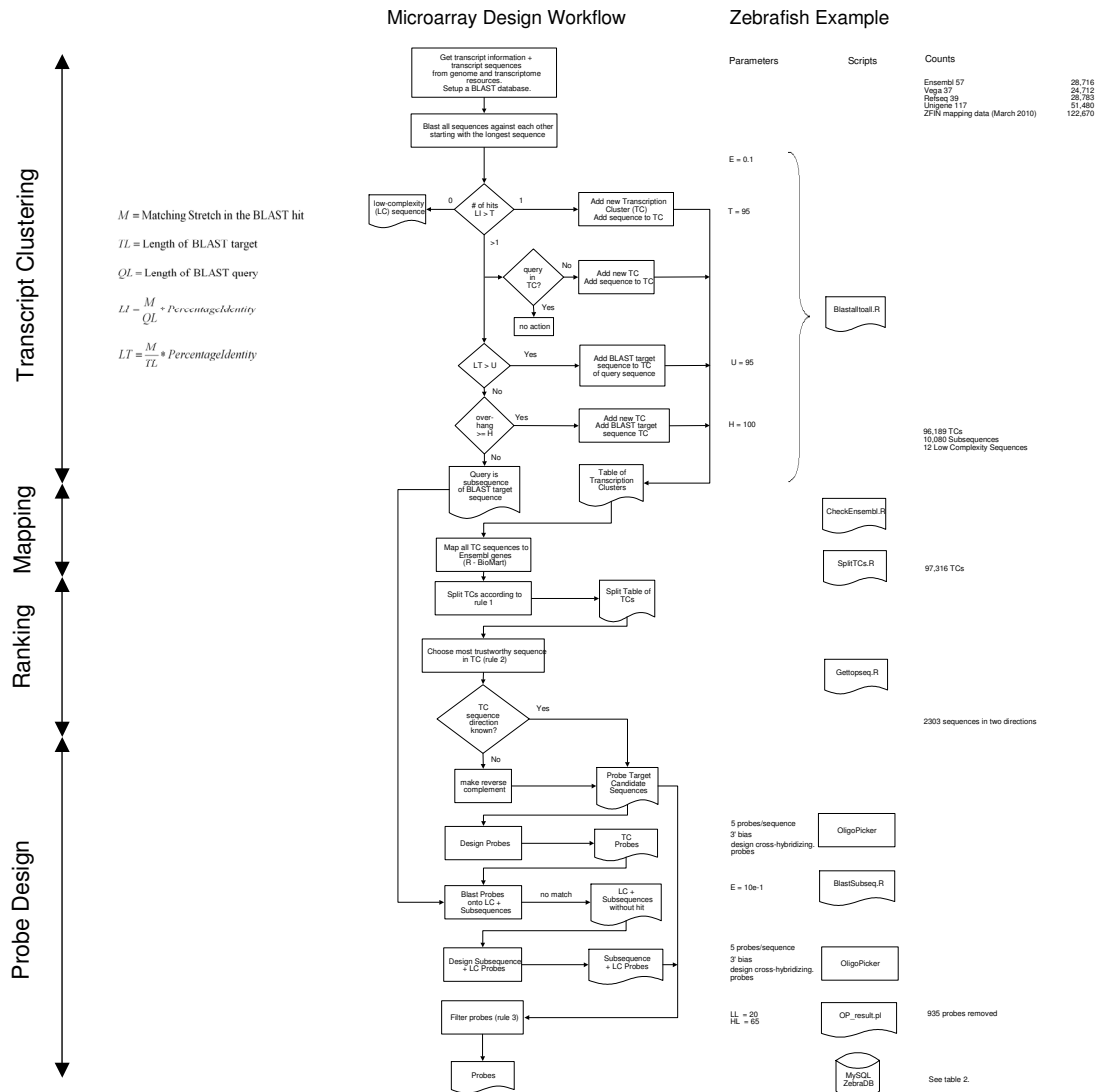 Microarray Design Workflow
Zebrafish Example
Get transcript information +
transcript sequences
from genome and transcriptome
resources.
Setup a BLAST database.
Parameters
Scripts
Counts
Ensembl 57 28,716
Vega 37 24,712
Refseq 39 28,783
Unigene 117 51,480
ZFIN mapping data (March 2010) 122,670
Blast all sequences against each other
starting with the longest sequence
Transcript Clustering
E = 0.1
low-complexity
(LC) sequence
0
# of hits
LI > T
1
Add new Transcription
Cluster (TC)
Add sequence to TC
T = 95
M = Matching Stretch in the BLAST hit
TL = Length of BLAST target
QL = Length of BLAST query
LI = M/QL * PercentageIdentity
LT = M/TL * PercentageIdentity
>1
query
in
TC?
No
Add new TC
Add sequence to TC
Yes
no action
Blastalltoall.R
LT > U
Yes
Add BLAST target
sequence to TC
of query sequence
U = 95
No
over-
hang
>= H
Yes
Add new TC
Add BLAST target
sequence TC
H = 100
96,189 TCs
10,080 Subsequences
12 Low Complexity Sequences
No
Query is
subsequence
of BLAST target
sequence
Table of
Transcription
Clusters
Mapping
CheckEnsembl.R
Map all TC sequences to
Ensembl genes
(R - BioMart)
SplitTCs.R
97,316 TCs
Split TCs according to
rule 1
Split Table of
TCs
Ranking
Choose most trustworthy sequence
in TC (rule 2)
Gettopseq.R
TC
sequence
direction
known?
Yes
2303 sequences in two directions
No
make reverse
complement
Probe Target
Candidate
Sequences
Probe Design
Design Probes
TC
Probes
5 probes/sequence
3' bias
design cross-hybridizing.
probes
OligoPicker
Blast Probes
onto LC +
Subsequences
no match
LC +
Subsequences
without hit
E = 10e-1
BlastSubseq.R
Design Subsequence
+ LC Probes
Subsequence
+ LC Probes
5 probes/sequence
3' bias
design cross-hybridizing.
probes
OligoPicker
Filter probes (rule 3)
LL = 20
HL = 65
OP_result.pl
935 probes removed
Probes
MySQL
ZebraDB
See table 2.